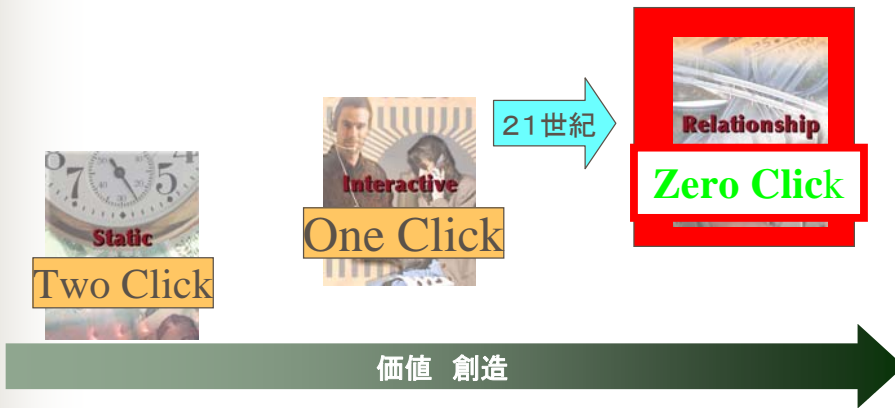 Static
Two Click
Interactive
One Click
21世紀
Relationship
Zero Click
価値 創造